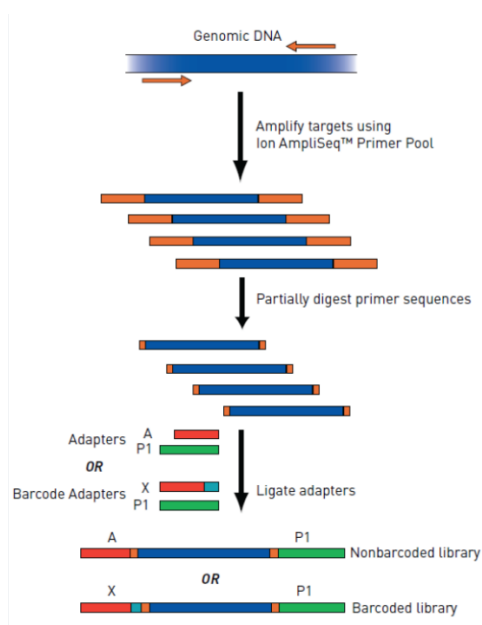 Genomic DNA
Amplify targets using
Ion AmpliSeq™ Primer Pool
Partially digest primer sequences
Adapters
A
P1
OR
Barcode Adapters
X
P1
Ligate adapters
A
P1
Nonbarcoded library
OR
X
P1
Barcoded library